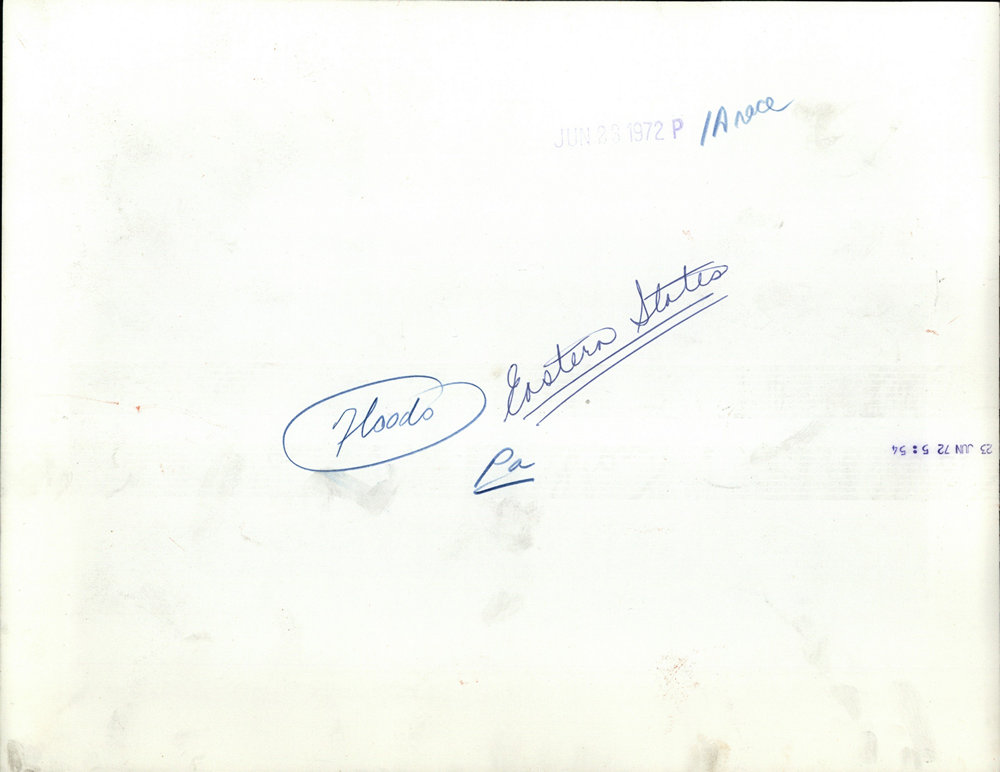 JUN 23 1972 P
Floods
Eastern States
Pa
23 JUN 72 5:54